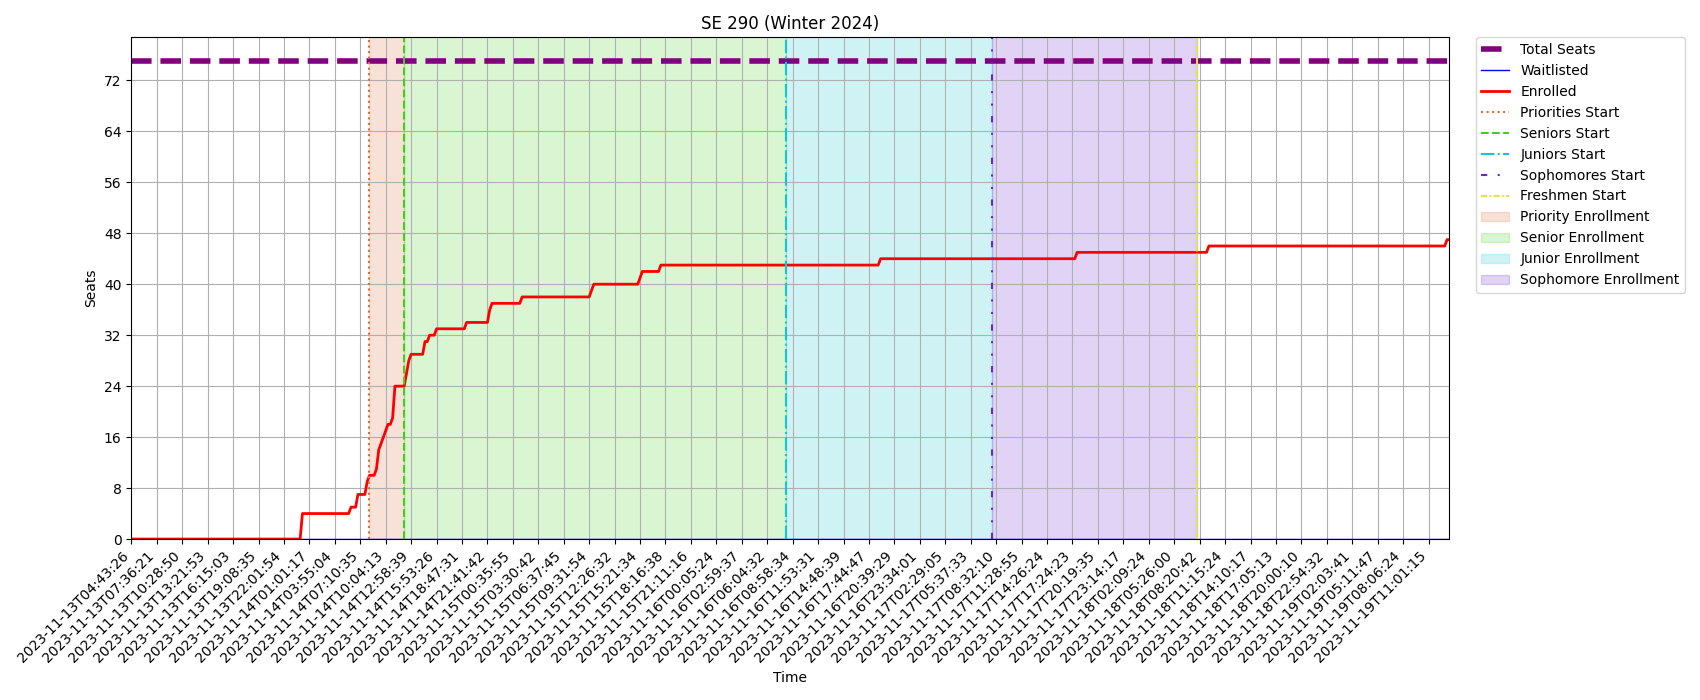 SE 290 (Winter 2024)
Seats
72
64
56
48
40
32
24
16
8
0
2023-11-13T04:43:26
2023-11-13T07:36:21
2023-11-13T10:28:50
2023-11-13T13:21:53
2023-11-13T16:15:03
2023-11-13T19:08:35
2023-11-13T22:01:54
2023-11-14T01:01:17
2023-11-14T03:55:04
2023-11-14T07:10:35
2023-11-14T10:04:13
2023-11-14T12:58:39
2023-11-14T15:53:26
2023-11-14T18:47:31
2023-11-14T21:41:42
2023-11-15T00:35:55
2023-11-15T03:30:42
2023-11-15T06:37:45
2023-11-15T09:31:54
2023-11-15T12:26:32
2023-11-15T15:21:34
2023-11-15T18:16:38
2023-11-15T21:11:16
2023-11-16T00:05:24
2023-11-16T02:59:37
2023-11-16T06:04:32
2023-11-16T08:58:34
2023-11-16T11:53:31
2023-11-16T14:48:39
2023-11-16T17:44:47
2023-11-16T20:39:29
2023-11-16T23:34:01
2023-11-17T02:29:05
2023-11-17T05:37:33
2023-11-17T08:32:10
2023-11-17T11:28:55
2023-11-17T14:26:24
2023-11-17T17:24:23
2023-11-17T20:19:35
2023-11-17T23:14:17
2023-11-18T02:09:24
2023-11-18T05:26:00
2023-11-18T08:20:42
2023-11-18T11:15:24
2023-11-18T14:10:17
2023-11-18T17:05:13
2023-11-18T20:00:10
2023-11-18T22:54:32
2023-11-19T02:03:41
2023-11-19T05:11:47
2023-11-19T08:06:24
2023-11-19T11:01:15
Time
Total Seats
Waitlisted
Enrolled
Priorities Start
Seniors Start
Juniors Start
Sophomores Start
Freshmen Start
Priority Enrollment
Senior Enrollment
Junior Enrollment
Sophomore Enrollment